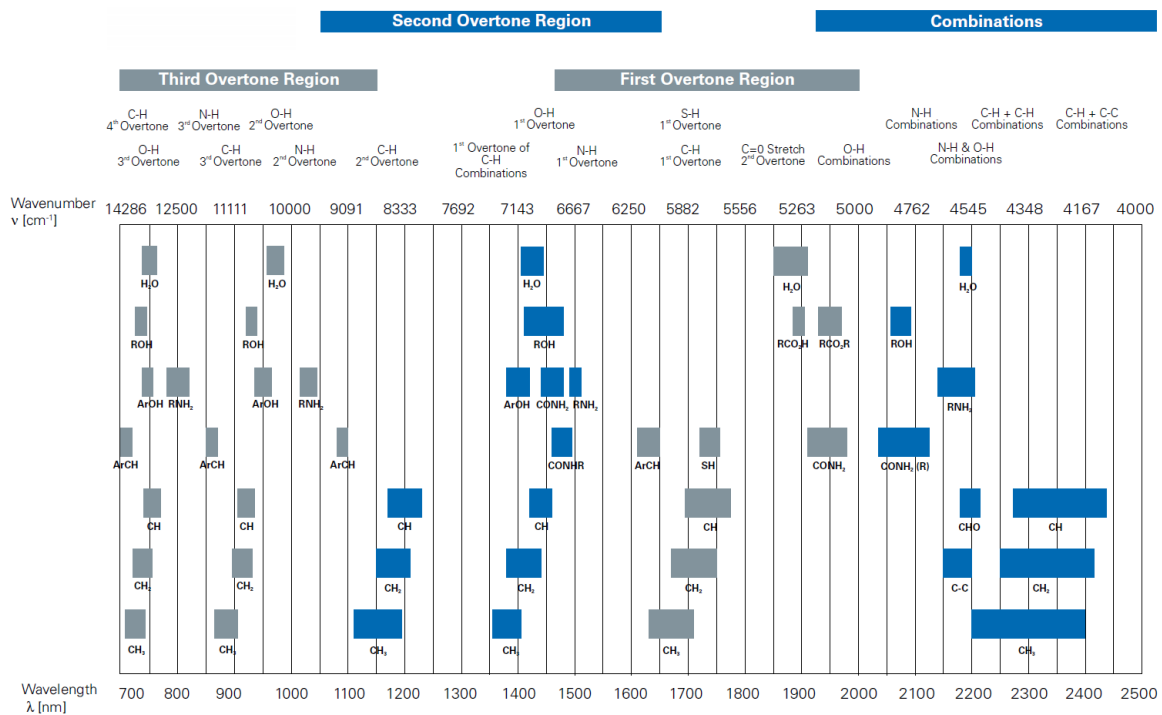 Second Overtone Region
Combinations
Third Overtone Region
First Overtone Region
C-H
4th Overtone
N-H
3rd Overtone
O-H
2nd Overtone
O-H
1st Overtone
S-H
1st Overtone
N-H
Combinations
C-H + C-H
Combinations
C-H + C-C
Combinations
O-H
3rd Overtone
C-H
3rd Overtone
N-H
2nd Overtone
C-H
2nd Overtone
1st Overtone of
C-H
Combinations
N-H
1st Overtone
C-H
1st Overtone
C=0 Stretch
2nd Overtone
O-H
Combinations
N-H & O-H
Combinations
Wavenumber
ν [cm-1]
14286 12500 11111 10000 9091 8333 7692 7143 6667 6250 5882 5556 5263 5000 4762 4545 4348 4167 4000
H₂O H₂O H₂O H₂O H₂O
ROH ROH ROH RCO₂H RCO₂R ROH
ArOH RNH₂ ArOH RNH₂ ArOH CONH₂ RNH₂ RNH₂
ArCH ArCH ArCH CONHR ArCH SH CONH₂ CONH₂ (R)
CH CH CH CH CH CHO CH
CH₂ CH₂ CH₂ CH₂ CH₂ C-C CH₂
CH₃ CH₃ CH₃ CH₃ CH₃ CH₃
700 800 900 1000 1100 1200 1300 1400 1500 1600 1700 1800 1900 2000 2100 2200 2300 2400 2500
Wavelength
λ [nm]